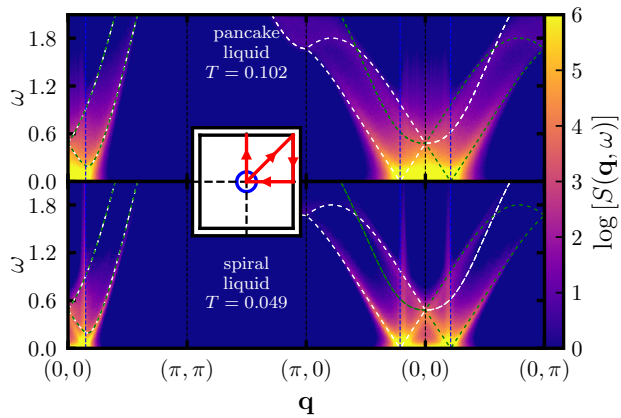 1.8
1.2
0.6
0.0
ω
pancake
liquid
T = 0.102
1.8
1.2
0.6
0.0
ω
spiral
liquid
T = 0.049
(0, 0)
(π, π)
(π, 0)
(0, 0)
(0, π)
q
6
5
4
3
2
1
0
log [S(q, ω)]